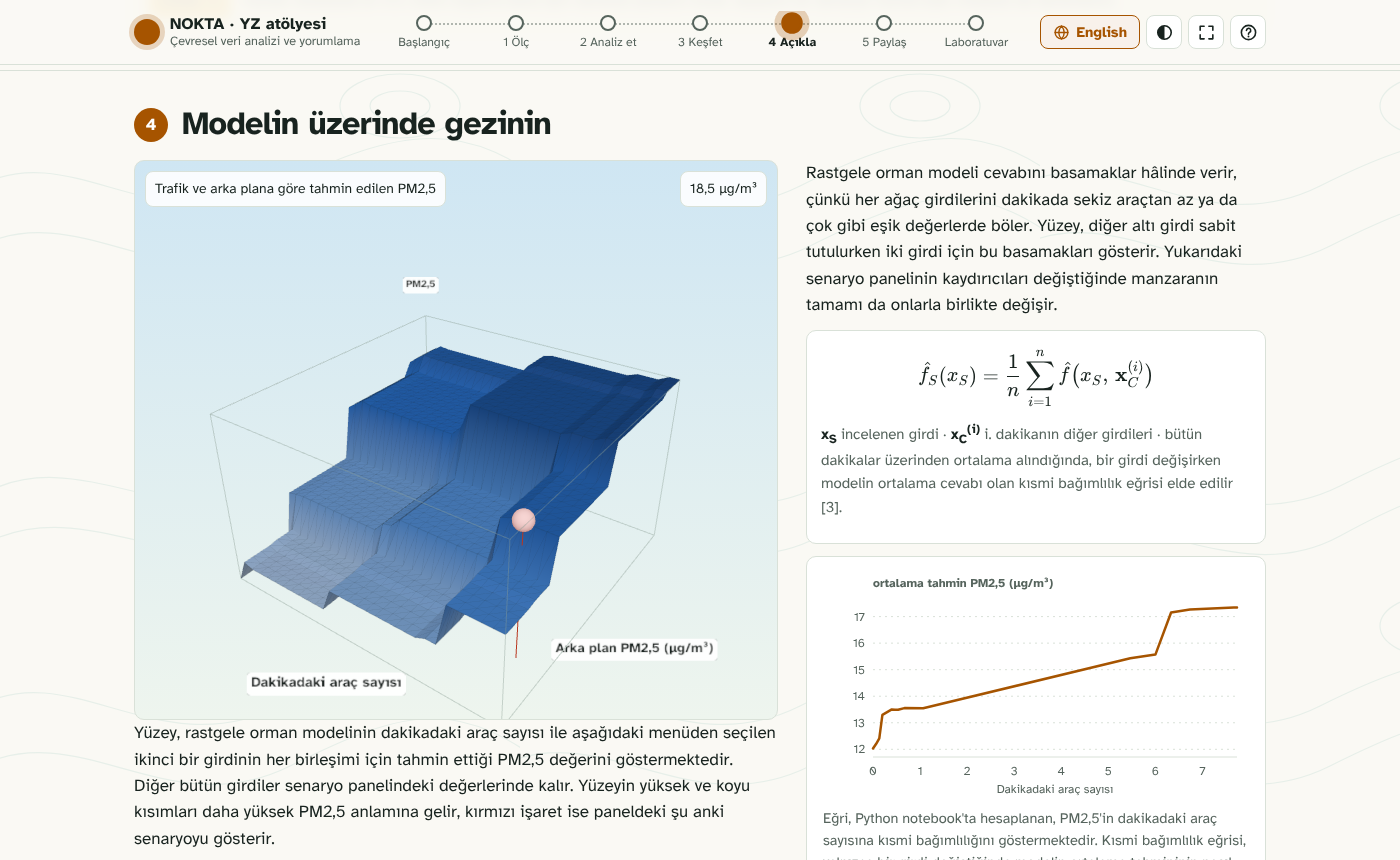 NOKTA · YZ atölyesi
Çevresel veri analizi ve yorumlama
Başlangıç
1 Ölç
2 Analiz et
3 Keşfet
4 Açıkla
5 Paylaş
Laboratuvar
English
4 Modelin üzerinde gezinin
Trafik ve arka plana göre tahmin edilen PM2,5
18,5 µg/m³
PM2,5
Arka plan PM2,5 (µg/m³)
Dakikadaki araç sayısı
Yüzey, rastgele orman modelinin dakikadaki araç sayısı ile aşağıdaki menüden seçilen
ikinci bir girdinin her birleşimi için tahmin ettiği PM2,5 değerini göstermektedir.
Diğer bütün girdiler senaryo panelindeki değerlerinde kalır. Yüzeyin yüksek ve koyu
kısımları daha yüksek PM2,5 anlamına gelir, kırmızı işaret ise paneldeki şu anki
senaryoyu gösterir.
Rastgele orman modeli cevabını basamaklar hâlinde verir,
çünkü her ağaç girdilerini dakikada sekiz araçtan az ya da
çok gibi eşik değerlerde böler. Yüzey, diğer altı girdi sabit
tutulurken iki girdi için bu basamakları gösterir. Yukarıdaki
senaryo panelinin kaydırıcıları değiştiğinde manzaranın
tamamı da onlarla birlikte değişir.
f̂_S(x_S) = 1/n ∑_{i=1}^{n} f̂(x_S, x_C^{(i)})
x_S incelenen girdi · x_C^(i) i. dakikanın diğer girdileri · bütün
dakikalar üzerinden ortalama alındığında, bir girdi değişirken
modelin ortalama cevabı olan kısmi bağımlılık eğrisi elde edilir
[3].
ortalama tahmin PM2,5 (µg/m³)
17
16
15
14
13
12
0 1 2 3 4 5 6 7
Dakikadaki araç sayısı
Eğri, Python notebook'ta hesaplanan, PM2,5'in dakikadaki araç
sayısına kısmi bağımlılığını göstermektedir. Kısmi bağımlılık eğrisi,